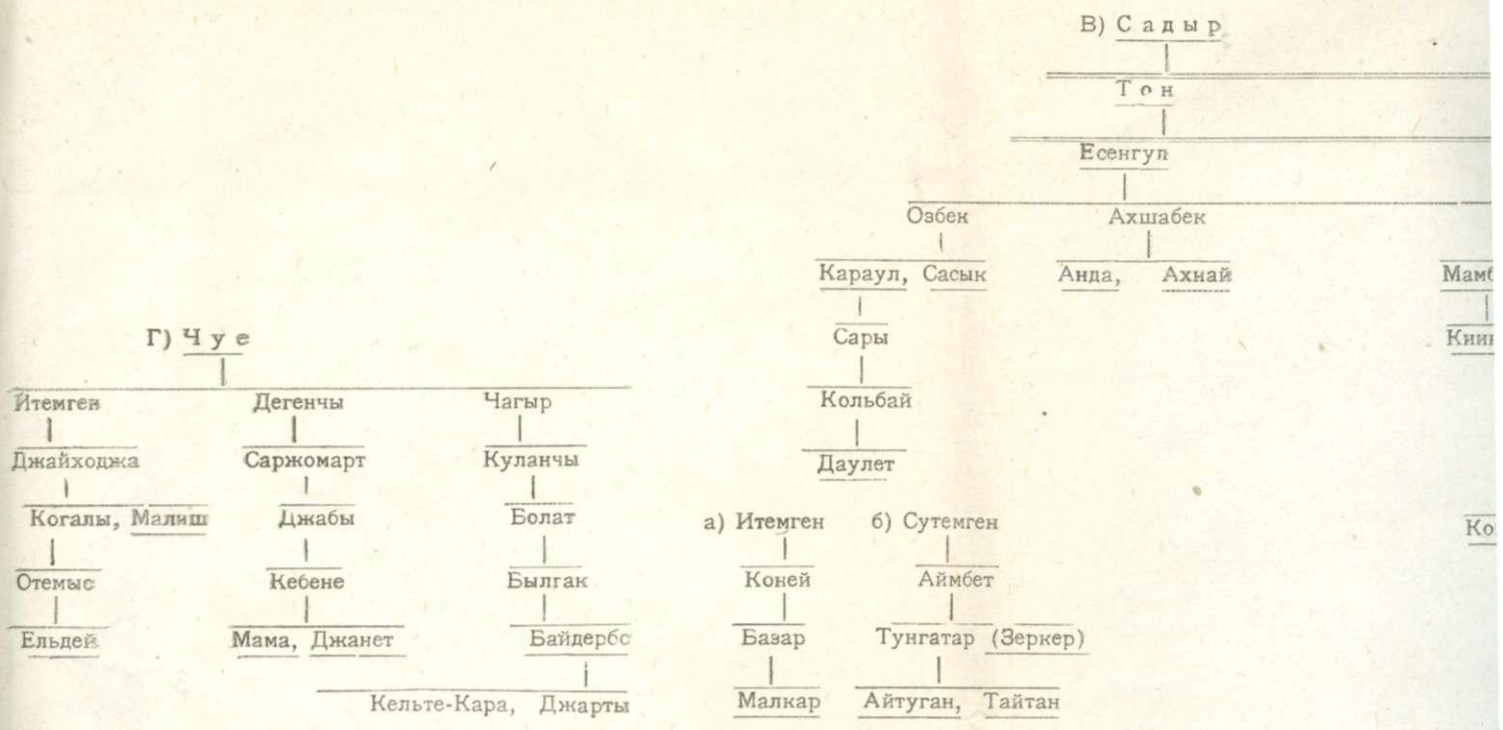 В) Садыр
Тон
Есенгул
Озбек Ахшабек
Караул, Сасык Анда, Ахнай
Сары
Кольбай
Даулет
Г) Чуе
Итемген Дегенчы Чагыр
Джайходжа Саржомарт Куланчы
Когалы, Малиш Джабы Болат
Отемыс Кебене Былгак
Ельдей Мама, Джанет Байдербс
Кельте-Кара, Джарты
а) Итемген б) Сутемген
Коней Аймбет
Базар Тунгатар (Зеркер)
Малкар Айтуган, Тайтан